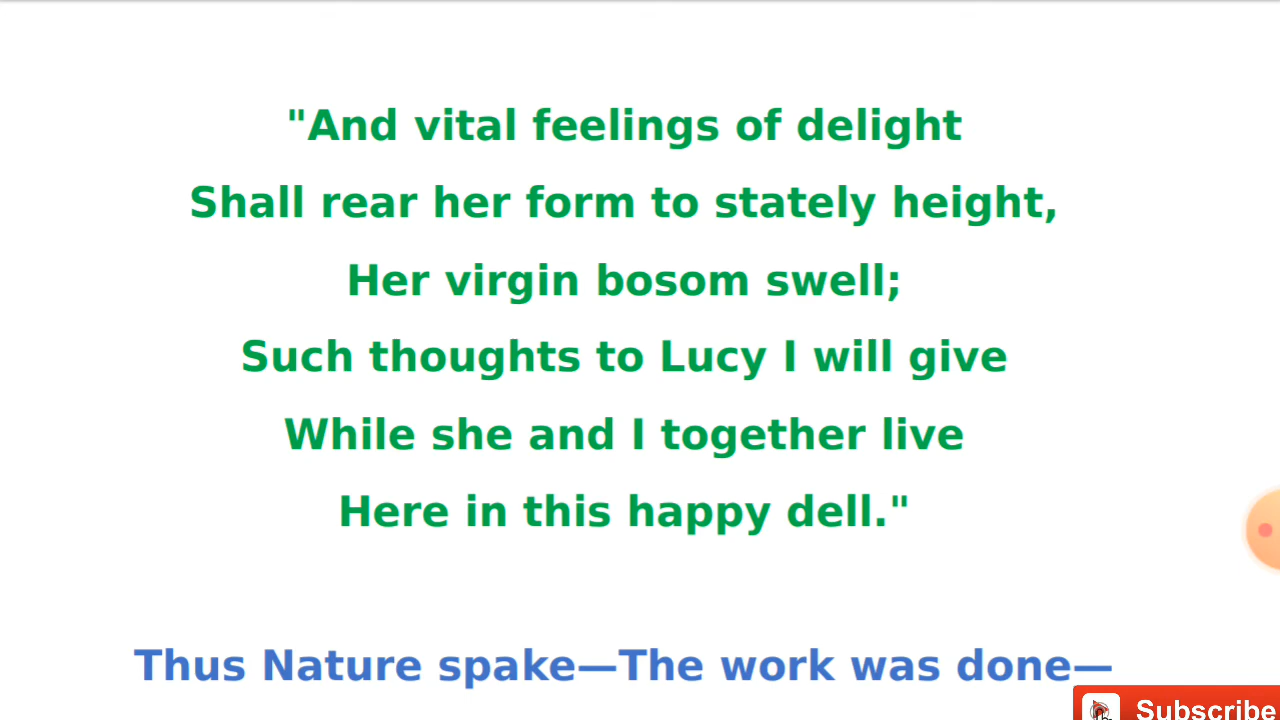 "And vital feelings of delight
Shall rear her form to stately height,
Her virgin bosom swell;
Such thoughts to Lucy I will give
While she and I together live
Here in this happy dell."
Thus Nature spake—The work was done—
Subscribe